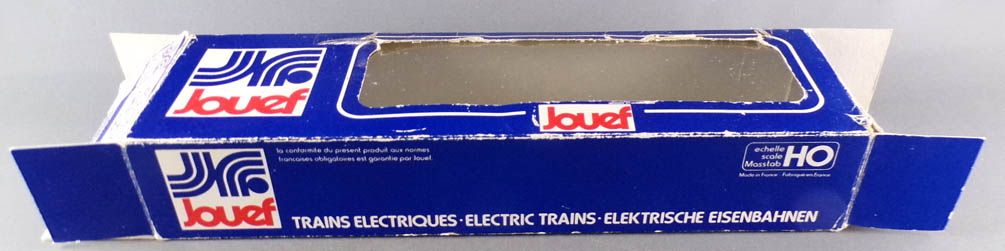 Jouef
Jouef
la conformité du présent produit aux normes
françaises obligatoires est garantie par Jouef.
echelle
scale
Masstab HO
Made in France Fabriqué en France
Jouef
TRAINS ELECTRIQUES · ELECTRIC TRAINS · ELEKTRISCHE EISENBAHNEN